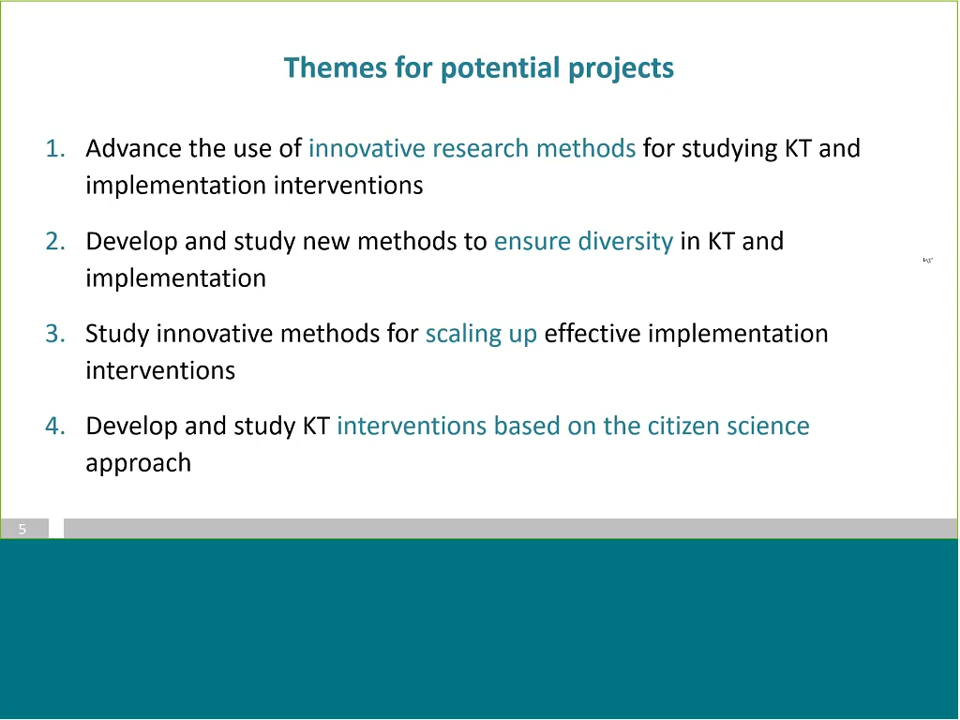 Themes for potential projects
1. Advance the use of innovative research methods for studying KT and
implementation interventions
2. Develop and study new methods to ensure diversity in KT and
implementation
3. Study innovative methods for scaling up effective implementation
interventions
4. Develop and study KT interventions based on the citizen science
approach
5